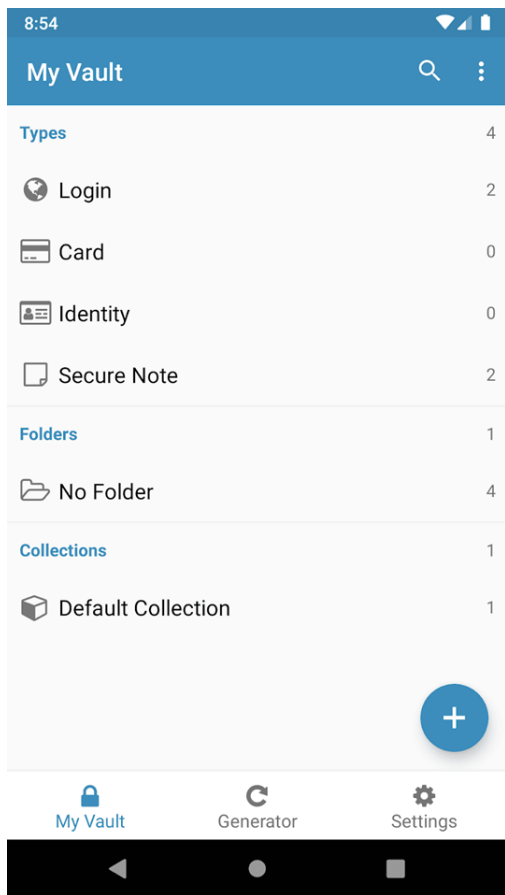 8:54
My Vault
Types 4
Login 2
Card 0
Identity 0
Secure Note 2
Folders 1
No Folder 4
Collections 1
Default Collection 1
My Vault Generator Settings